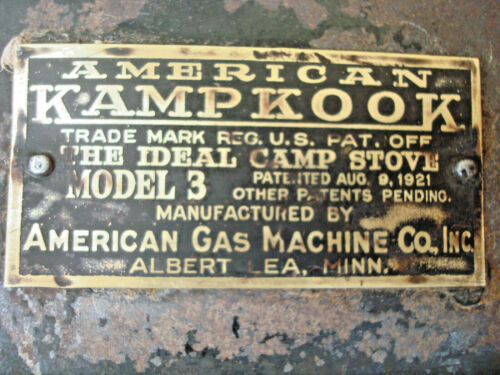 AMERICAN
KAMPKOOK
TRADE MARK REG. U.S. PAT. OFF
THE IDEAL CAMP STOVE
MODEL 3 PATENTED AUG. 9, 1921
OTHER PATENTS PENDING.
MANUFACTURED BY
AMERICAN GAS MACHINE CO., INC.
ALBERT LEA, MINN.